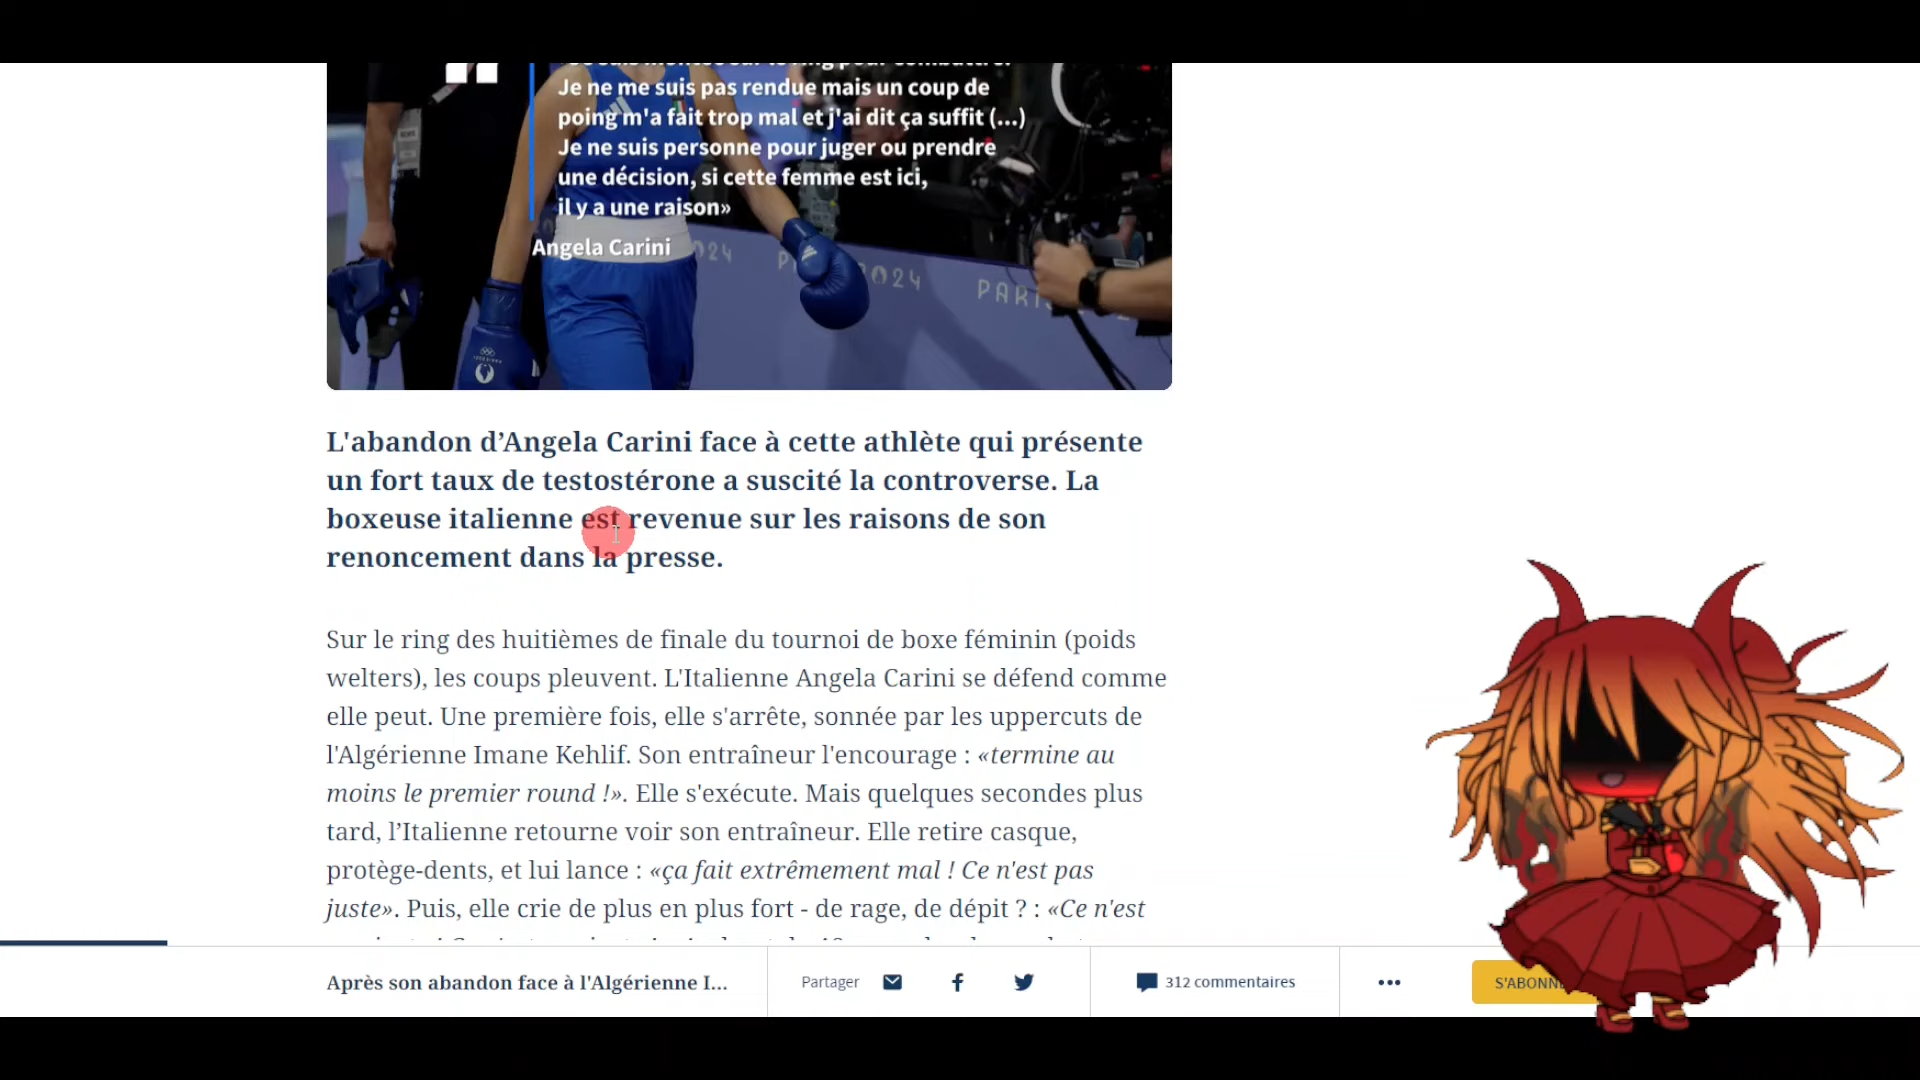 Je ne me suis pas rendue mais un coup de
poing m'a fait trop mal et j'ai dit ça suffit (...)
Je ne suis personne pour juger ou prendre
une décision, si cette femme est ici,
il y a une raison»
Angela Carini
L'abandon d’Angela Carini face à cette athlète qui présente
un fort taux de testostérone a suscité la controverse. La
boxeuse italienne est revenue sur les raisons de son
renoncement dans la presse.
Sur le ring des huitièmes de finale du tournoi de boxe féminin (poids
welters), les coups pleuvent. L'Italienne Angela Carini se défend comme
elle peut. Une première fois, elle s'arrête, sonnée par les uppercuts de
l'Algérienne Imane Kehlif. Son entraîneur l'encourage : «termine au
moins le premier round !». Elle s'exécute. Mais quelques secondes plus
tard, l’Italienne retourne voir son entraîneur. Elle retire casque,
protège-dents, et lui lance : «ça fait extrêmement mal ! Ce n'est pas
juste». Puis, elle crie de plus en plus fort - de rage, de dépit ? : «Ce n'est
Après son abandon face à l'Algérienne I...
Partager
312 commentaires